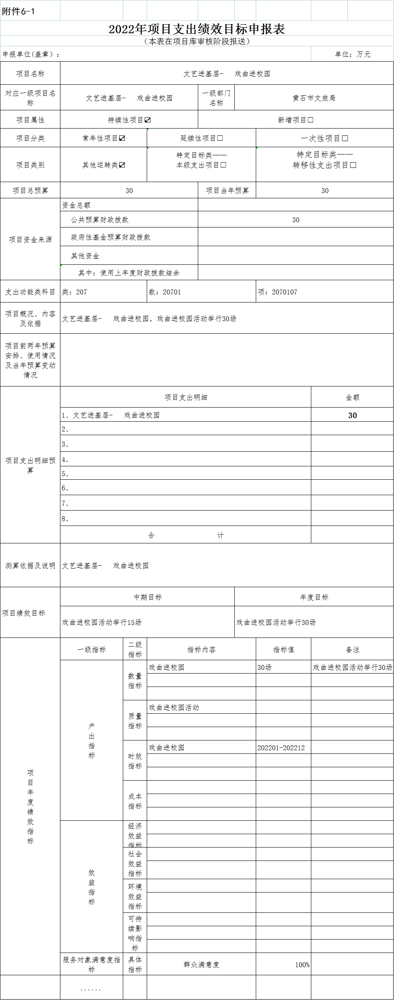 附件6-1
2022年项目支出绩效目标申报表
（本表在项目库审核阶段报送）
申报单位(盖章）：
单位：万元
项目名称
文艺进基层- 戏曲进校园
对应一级项目名
称
文艺进基层- 戏曲进校园
一级部门
名称
黄石市文旅局
项目属性
持续性项目☑
新增项目□
项目分类
常年性项目☑
延续性项目□
一次性项目□
项目类别
其他运转类☑
特定目标类——
本级支出项目□
特定目标类——
转移性支出项目□
项目总预算
30
项目当年预算
30
项目资金来源
资金总额
公共预算财政拨款
30
政府性基金预算财政拨款
其他资金
其中：使用上年度财政拨款结余
支出功能类科目
类：207
款：20701
项：2070107
项目概况、内容
及依据
文艺进基层- 戏曲进校园，戏曲进校园活动举行30场
项目前两年预算
安排、使用情况
及当年预算变动
情况
项目支出明细预
算
项目支出明细
金额
1、文艺进基层- 戏曲进校园
30
2、
3、
4、
5、
6、
7、
8、
合 计
测算依据及说明
文艺进基层- 戏曲进校园
项目绩效目标
中期目标
年度目标
戏曲进校园活动举行15场
戏曲进校园活动举行30场
项
目
年
度
绩
效
指
标
一级指标
二级
指标
指标内容
指标值
备注
产
出
指
标
数量
指标
戏曲进校园
30场
戏曲进校园活动举行30场
质量
指标
戏曲进校园活动
时效
指标
戏曲进校园
202201-202212
成本
指标
效
益
指
标
经济
效益
指标
社会
效益
指标
环境
效益
指标
可持
续影
响指
标
服务对象满意度指
标
具体
指标
群众满意度
100%
......